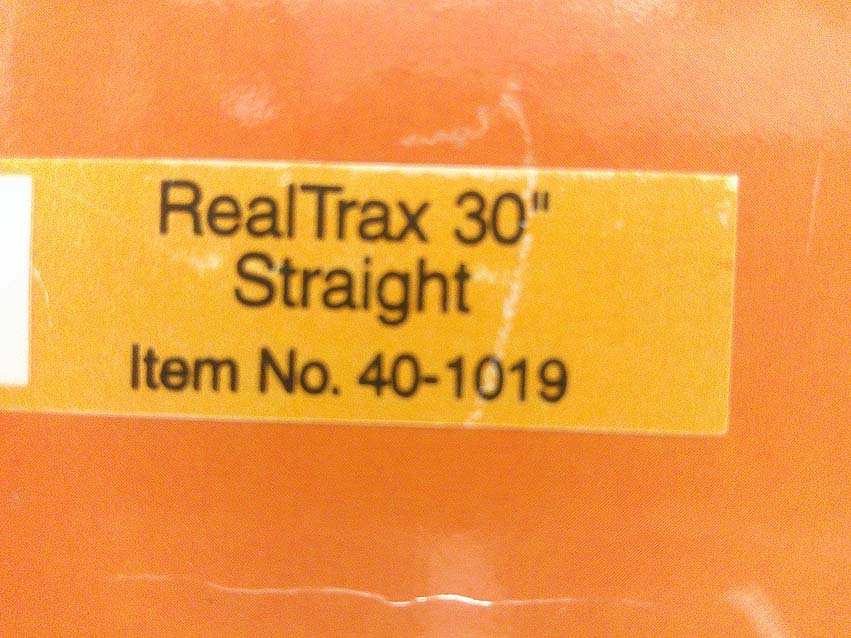 RealTrax 30"
Straight
Item No. 40-1019